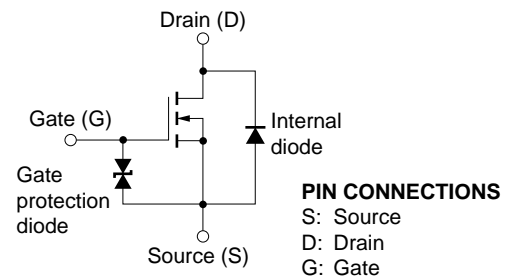 Drain (D)
Gate (G)
Internal
diode
Gate
protection
diode
Source (S)
PIN CONNECTIONS
S: Source
D: Drain
G: Gate